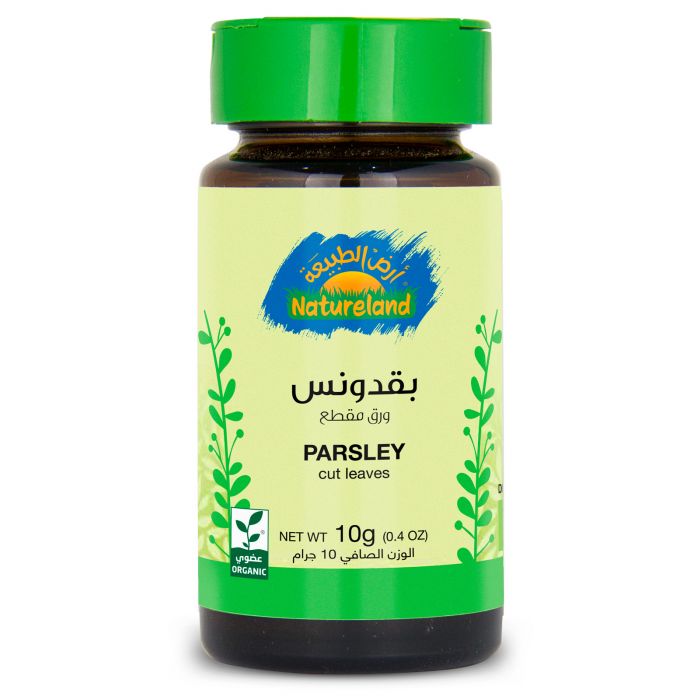 أرض الطبيعة
Natureland
بقدونس
ورق مقطع
PARSLEY
cut leaves
NET WT 10g (0.4 OZ)
الوزن الصافي 10 جرام
عضوي
ORGANIC